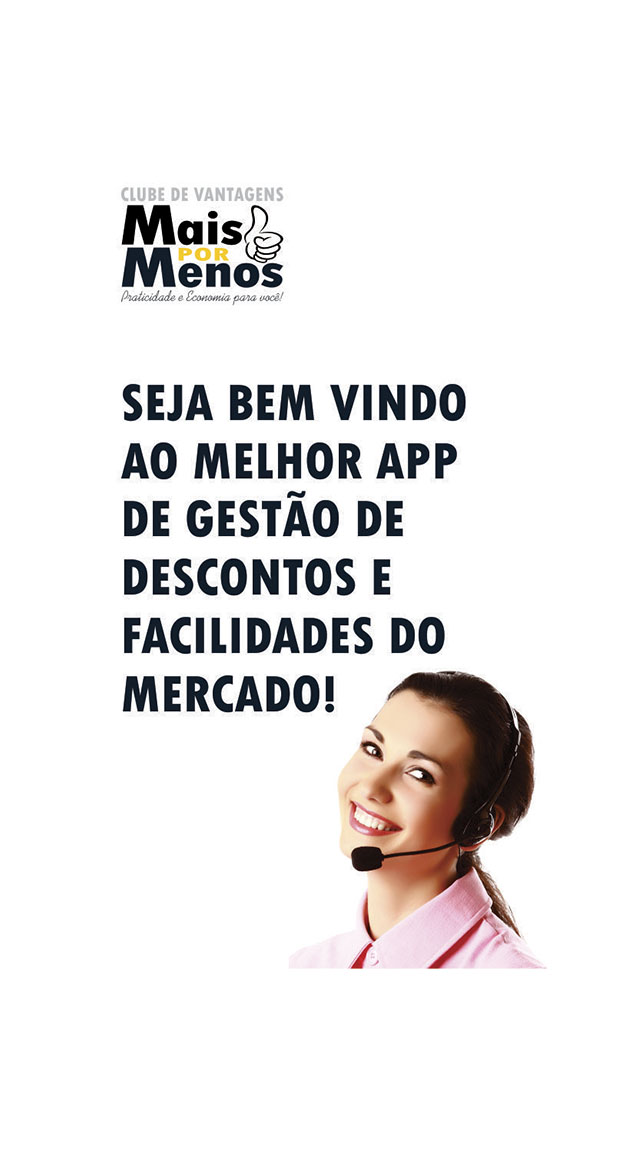 CLUBE DE VANTAGENS
Mais
POR
Menos
Praticidade e Economia para você!
SEJA BEM VINDO
AO MELHOR APP
DE GESTÃO DE
DESCONTOS E
FACILIDADES DO
MERCADO!